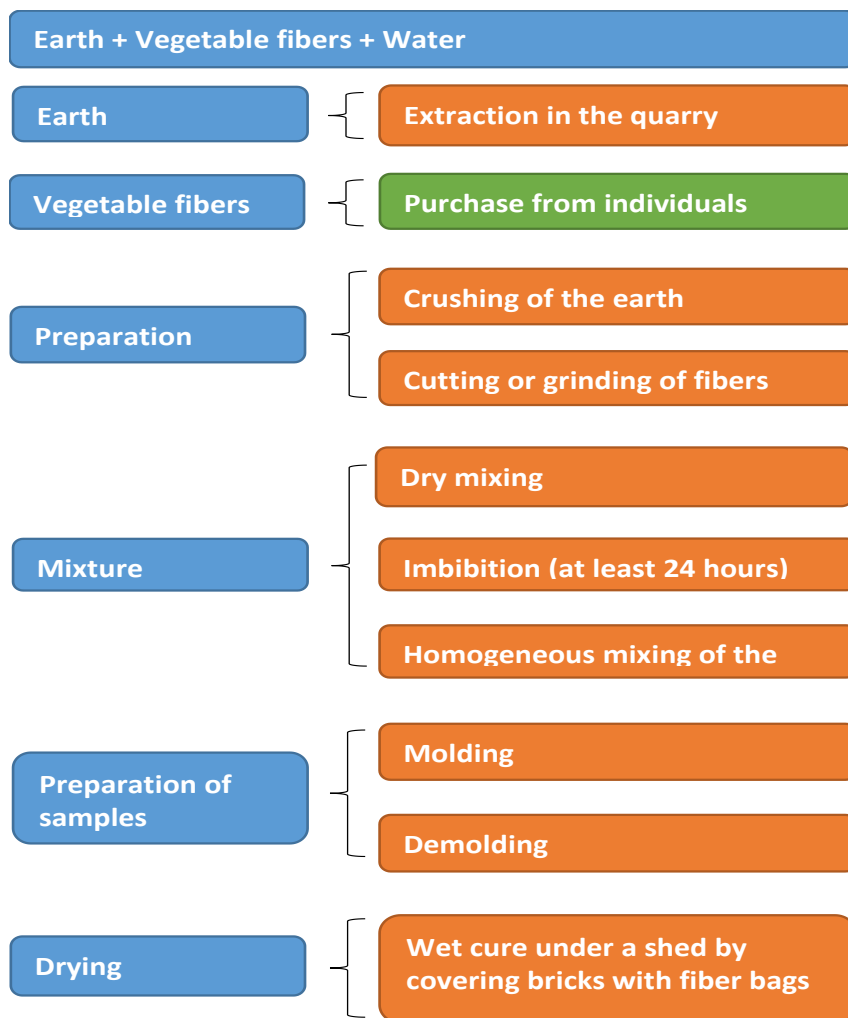 Earth + Vegetable fibers + Water
Earth
Extraction in the quarry
Vegetable fibers
Purchase from individuals
Preparation
Crushing of the earth
Cutting or grinding of fibers
Mixture
Dry mixing
Imbibition (at least 24 hours)
Homogeneous mixing of the
Preparation of
samples
Molding
Demolding
Drying
Wet cure under a shed by
covering bricks with fiber bags